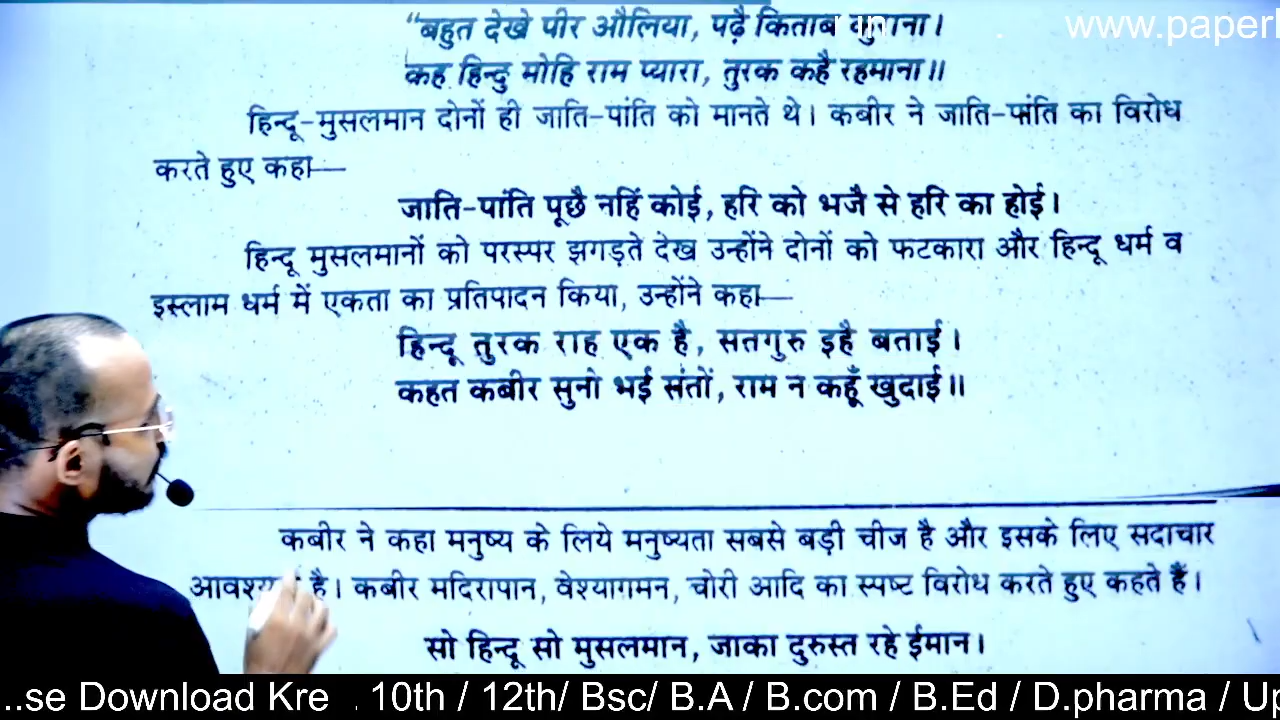 “बहुत देखे पीर औलिया, पढ़ै किताब कुराना।
www.paperl
कह हिन्दु मोहि राम प्यारा, तुरक कहै रहमाना॥
हिन्दू-मुसलमान दोनों ही जाति-पांति को मानते थे। कबीर ने जाति-पांति का विरोध
करते हुए कहा—
जाति-पांति पूछै नहिं कोई, हरि को भजै से हरि का होई।
हिन्दू मुसलमानों को परस्पर झगड़ते देख उन्होंने दोनों को फटकारा और हिन्दू धर्म व
इस्लाम धर्म में एकता का प्रतिपादन किया, उन्होंने कहा—
हिन्दू तुरक राह एक है, सतगुरु इहै बताई।
कहत कबीर सुनो भई संतों, राम न कहूँ खुदाई॥
कबीर ने कहा मनुष्य के लिये मनुष्यता सबसे बड़ी चीज है और इसके लिए सदाचार
है। कबीर मदिरापान, वेश्यागमन, चोरी आदि का स्पष्ट विरोध करते हुए कहते हैं।
सो हिन्दू सो मुसलमान, जाका दुरुस्त रहे ईमान।
..se Download Kre . 10th / 12th/ Bsc/ B.A / B.com / B.Ed / D.pharma / Up